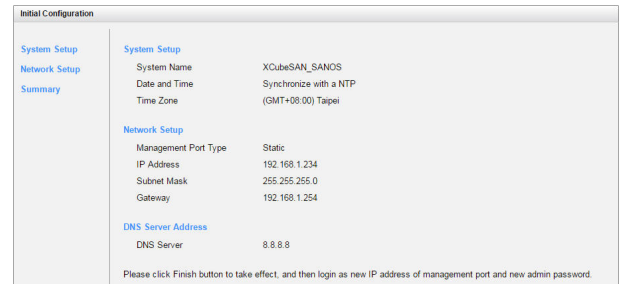 Initial Configuration
System Setup
Network Setup
Summary
System Setup
System Name XCubeSAN_SANOS
Date and Time Synchronize with a NTP
Time Zone (GMT+08:00) Taipei
Network Setup
Management Port Type Static
IP Address 192.168.1.234
Subnet Mask 255.255.255.0
Gateway 192.168.1.254
DNS Server Address
DNS Server 8.8.8.8
Please click Finish button to take effect, and then login as new IP address of management port and new admin password.